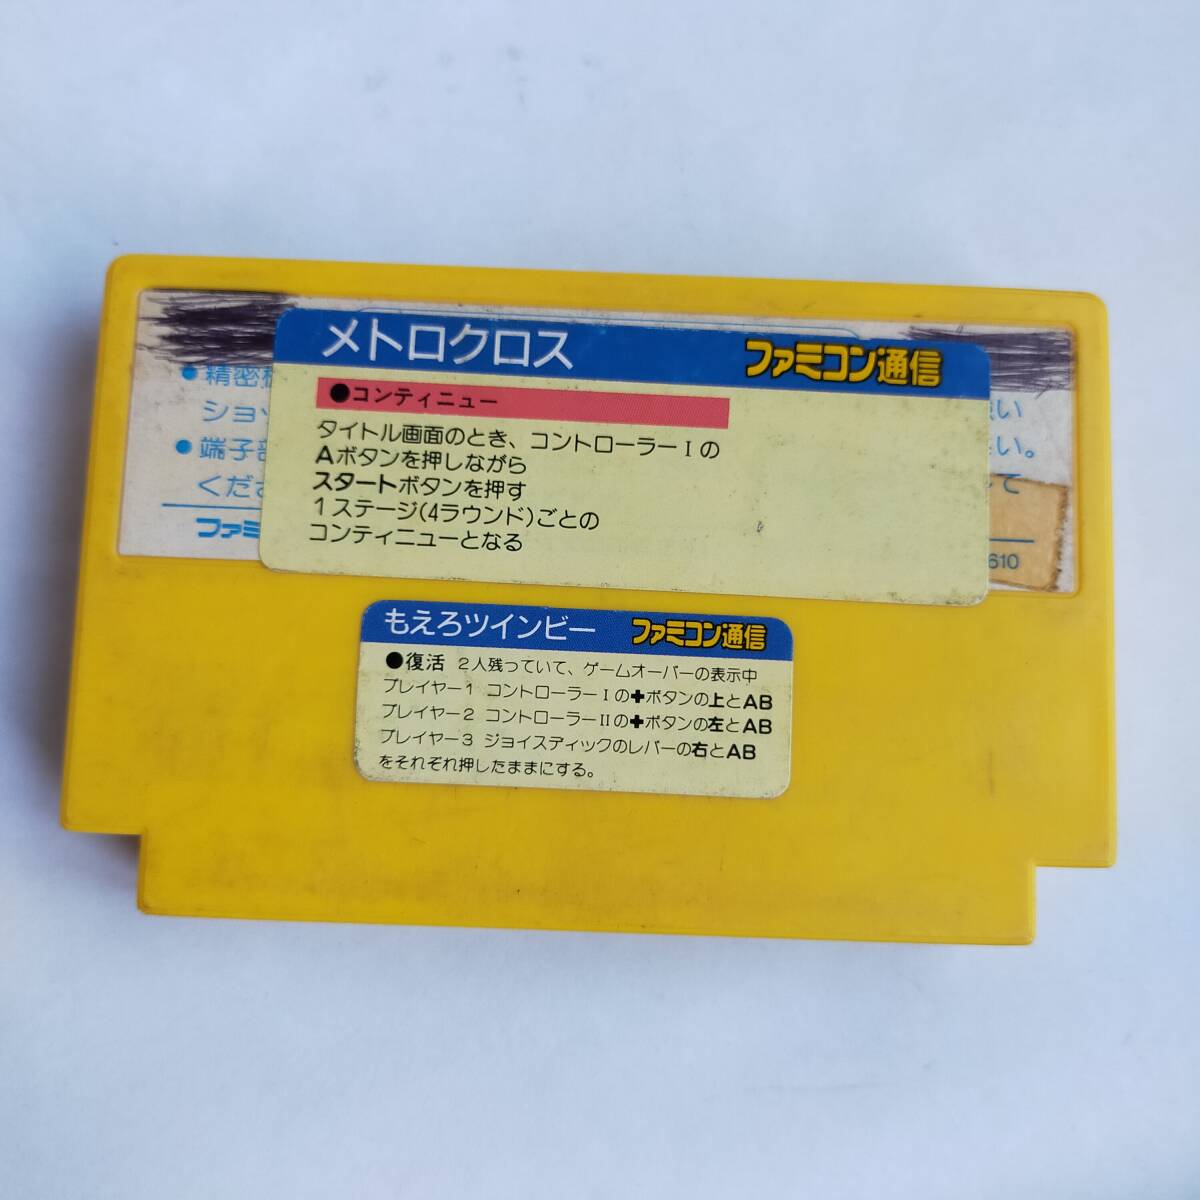 メトロクロス ファミコン通信
●コンティニュー
タイトル画面のとき、コントローラーⅠの
Aボタンを押しながら
スタートボタンを押す
1ステージ(4ラウンド)ごとの
コンティニューとなる
● 精密
ショ
い
● 端子
い。
くださ
て
ファミ
610
もえろツインビー ファミコン通信
●復活 2人残っていて、ゲームオーバーの表示中
プレイヤー1 コントローラーⅠの✚ボタンの上とAB
プレイヤー2 コントローラーⅡの✚ボタンの左とAB
プレイヤー3 ジョイスティックのレバーの右とAB
をそれぞれ押したままにする。